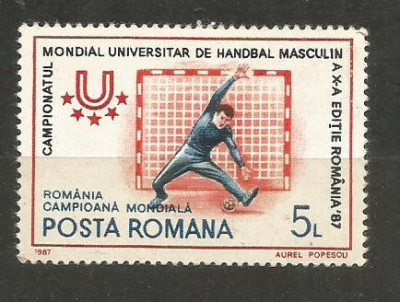 CAMPIONATUL
MONDIAL UNIVERSITAR DE HANDBAL MASCULIN
A X-A EDIȚIE ROMÂNIA '87
U
ROMÂNIA
CAMPIOANĂ MONDIALĂ
POSTA ROMANA
5L
1987
AUREL POPESCU